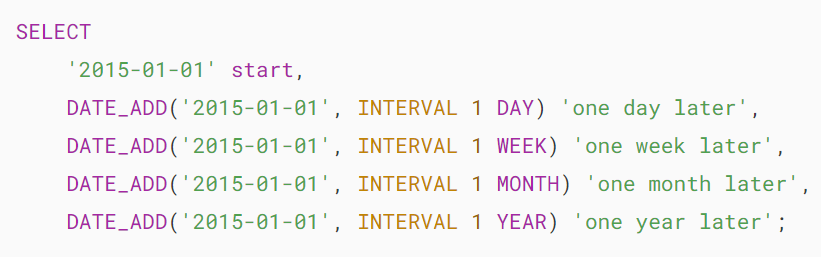 SELECT
    '2015-01-01' start,
    DATE_ADD('2015-01-01', INTERVAL 1 DAY) 'one day later',
    DATE_ADD('2015-01-01', INTERVAL 1 WEEK) 'one week later',
    DATE_ADD('2015-01-01', INTERVAL 1 MONTH) 'one month later',
    DATE_ADD('2015-01-01', INTERVAL 1 YEAR) 'one year later';